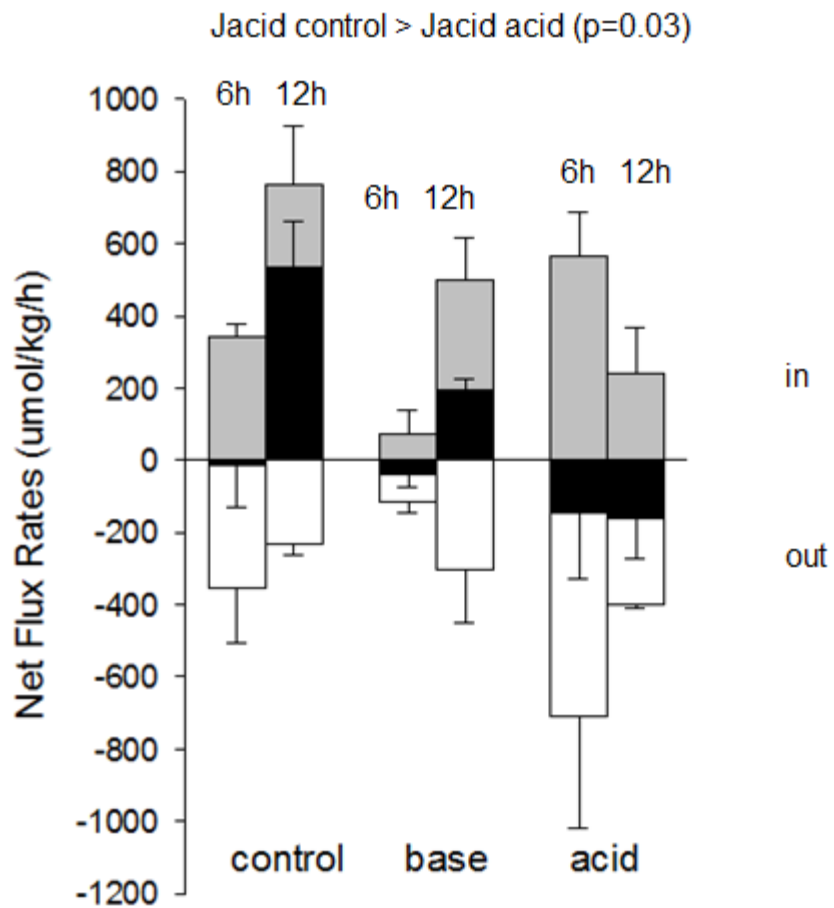 Jacid control > Jacid acid (p=0.03)
6h 12h
6h 12h
6h 12h
Net Flux Rates (umol/kg/h)
1000
800
600
400
200
0
-200
-400
-600
-800
-1000
-1200
in
out
control base acid